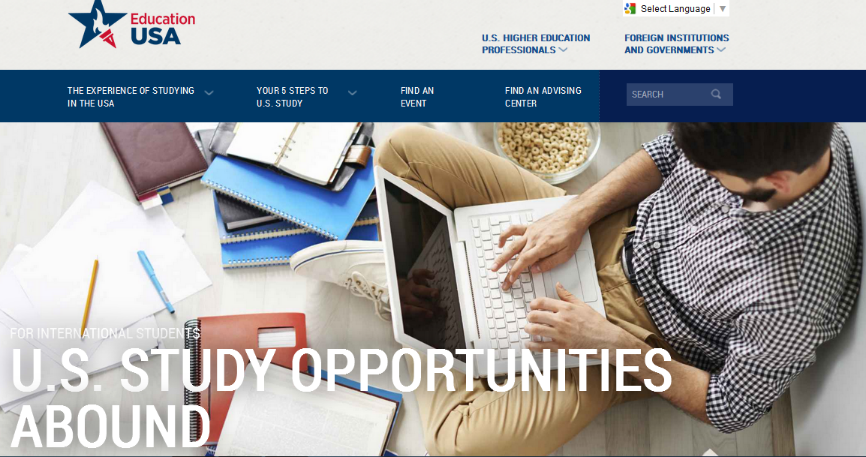 Education
USA
Select Language
U.S. HIGHER EDUCATION
PROFESSIONALS
FOREIGN INSTITUTIONS
AND GOVERNMENTS
THE EXPERIENCE OF STUDYING
IN THE USA
YOUR 5 STEPS TO
U.S. STUDY
FIND AN
EVENT
FIND AN ADVISING
CENTER
SEARCH
FOR INTERNATIONAL STUDENTS
U.S. STUDY OPPORTUNITIES
ABOUND